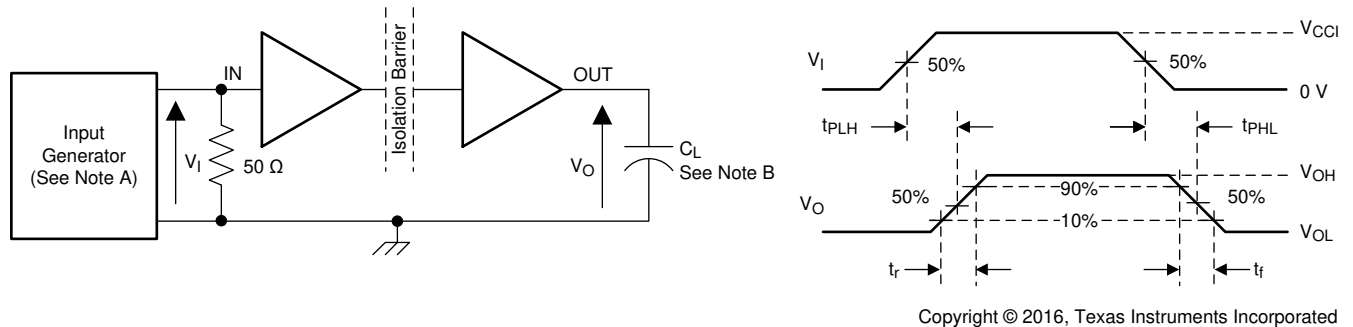 Input
Generator
(See Note A)
V_I
IN
50 Ω
Isolation Barrier
OUT
V_O
C_L
See Note B
V_I
50%
50%
V_CCI
0 V
t_PLH
t_PHL
V_O
50%
90%
10%
50%
V_OH
V_OL
t_r
t_f
Copyright © 2016, Texas Instruments Incorporated